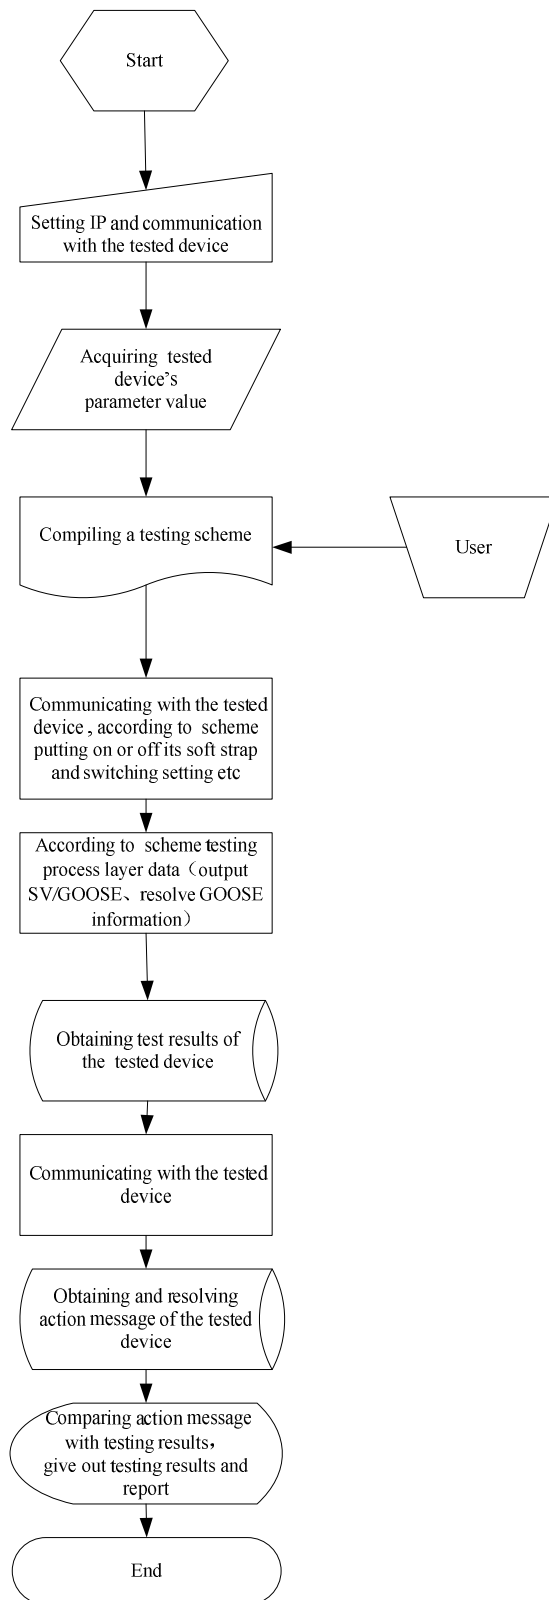 Start
Setting IP and communication
with the tested device
Acquiring tested
device's
parameter value
Compiling a testing scheme
User
Communicating with the tested
device, according to scheme
putting on or off its soft strap
and switching setting etc
According to scheme testing
process layer data（output
SV/GOOSE、resolve GOOSE
information）
Obtaining test results of
the tested device
Communicating with the tested
device
Obtaining and resolving
action message of the tested
device
Comparing action message
with testing results，
give out testing results and
report
End